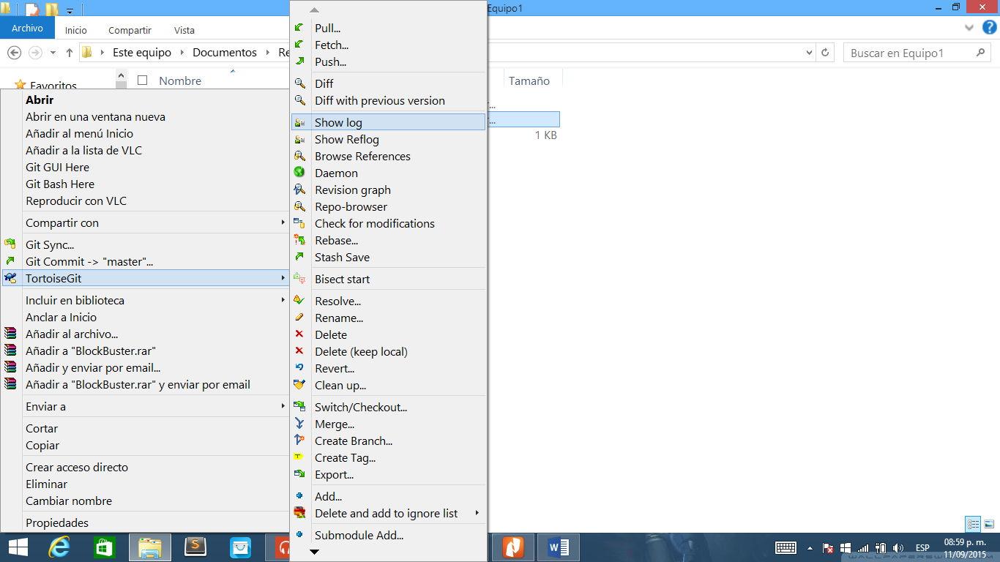 Equipo1
Archivo
Inicio
Compartir
Vista
Este equipo
Documentos
Re
Buscar en Equipo1
Favoritos
Nombre
Tamaño
1 KB
Abrir
Abrir en una ventana nueva
Añadir al menú Inicio
Añadir a la lista de VLC
Git GUI Here
Git Bash Here
Reproducir con VLC
Compartir con
Git Sync...
Git Commit -> "master"...
TortoiseGit
Incluir en biblioteca
Anclar a Inicio
Añadir al archivo...
Añadir a "BlockBuster.rar"
Añadir y enviar por email...
Añadir a "BlockBuster.rar" y enviar por email
Enviar a
Cortar
Copiar
Crear acceso directo
Eliminar
Cambiar nombre
Propiedades
Pull...
Fetch...
Push...
Diff
Diff with previous version
Show log
Show Reflog
Browse References
Daemon
Revision graph
Repo-browser
Check for modifications
Rebase...
Stash Save
Bisect start
Resolve...
Rename...
Delete
Delete (keep local)
Revert...
Clean up...
Switch/Checkout...
Merge...
Create Branch...
Create Tag...
Export...
Add...
Delete and add to ignore list
Submodule Add...
ESP
08:59 p. m.
11/09/2015